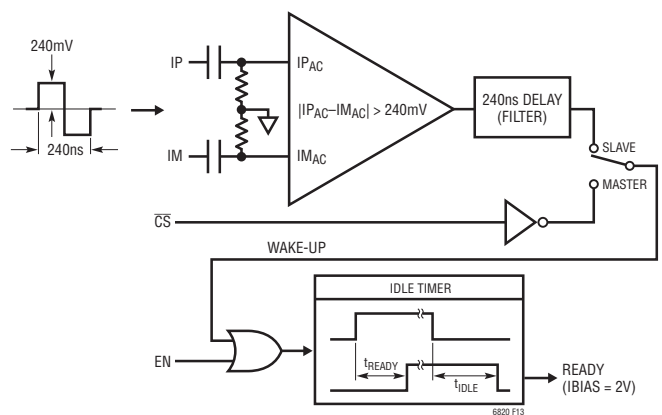 240mV
240ns
IP
IM
IPAC
|IPAC–IMAC| > 240mV
IMAC
240ns DELAY
(FILTER)
SLAVE
MASTER
CS
WAKE-UP
IDLE TIMER
EN
tREADY
tIDLE
READY
(IBIAS = 2V)
6820 F13